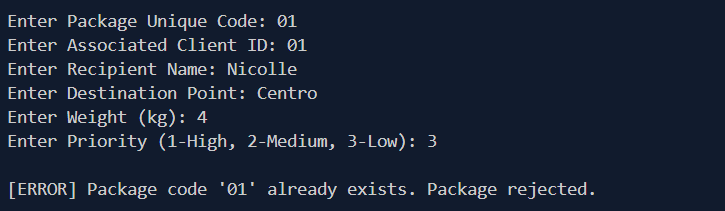 Enter Package Unique Code: 01
Enter Associated Client ID: 01
Enter Recipient Name: Nicolle
Enter Destination Point: Centro
Enter Weight (kg): 4
Enter Priority (1-High, 2-Medium, 3-Low): 3
[ERROR] Package code '01' already exists. Package rejected.